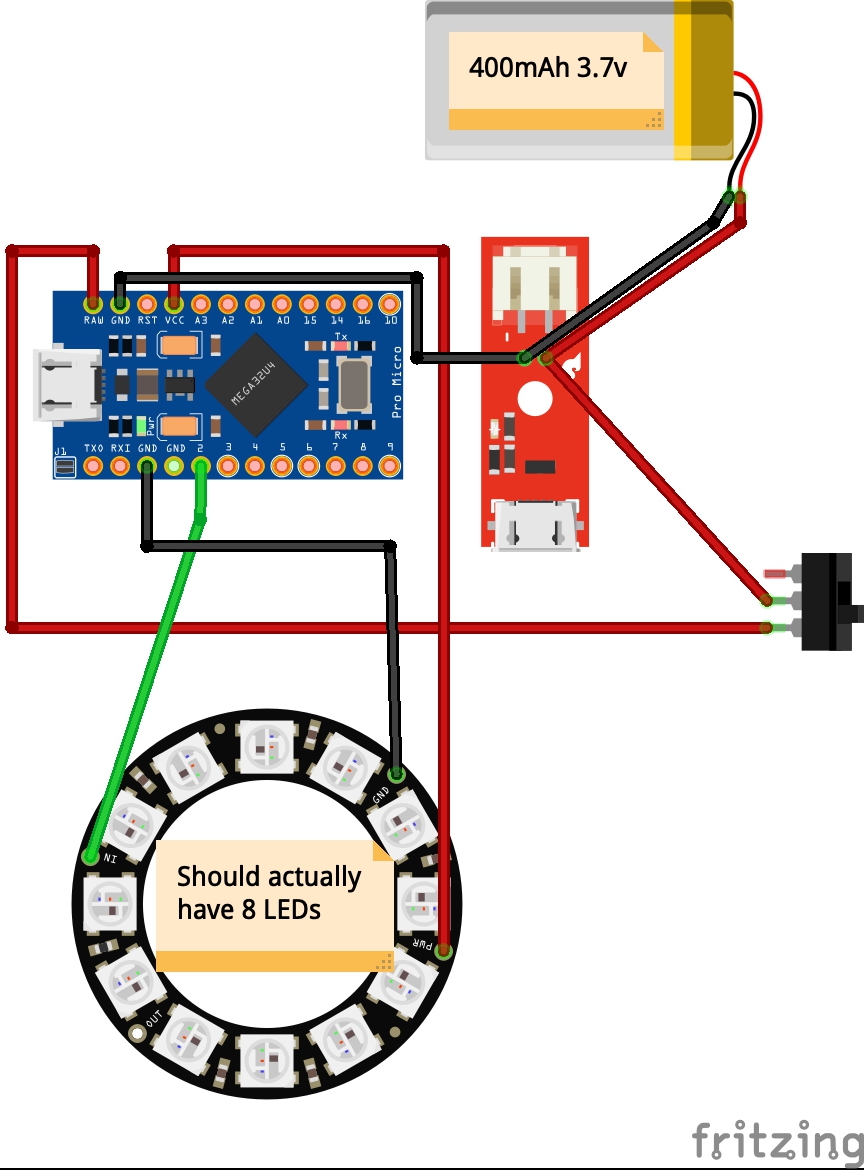 400mAh 3.7v
RAW GND RST VCC A3 A2 A1 A0 15 14 16 10
Tx
MEGA32U4
Pro Micro
Pwr
Rx
J1
TXO RXI GND GND 2 3 4 5 6 7 8 9
GND
IN
Should actually
have 8 LEDs
PWR
OUT
fritzing